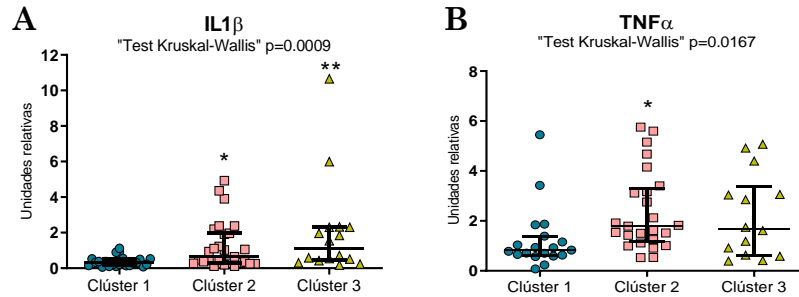 A
IL1β
"Test Kruskal-Wallis" p=0.0009
Unidades relativas
12
10
8
6
4
2
0
*
**
Clúster 1
Clúster 2
Clúster 3
B
TNFα
"Test Kruskal-Wallis" p=0.0167
Unidades relativas
8
6
4
2
0
*
Clúster 1
Clúster 2
Clúster 3